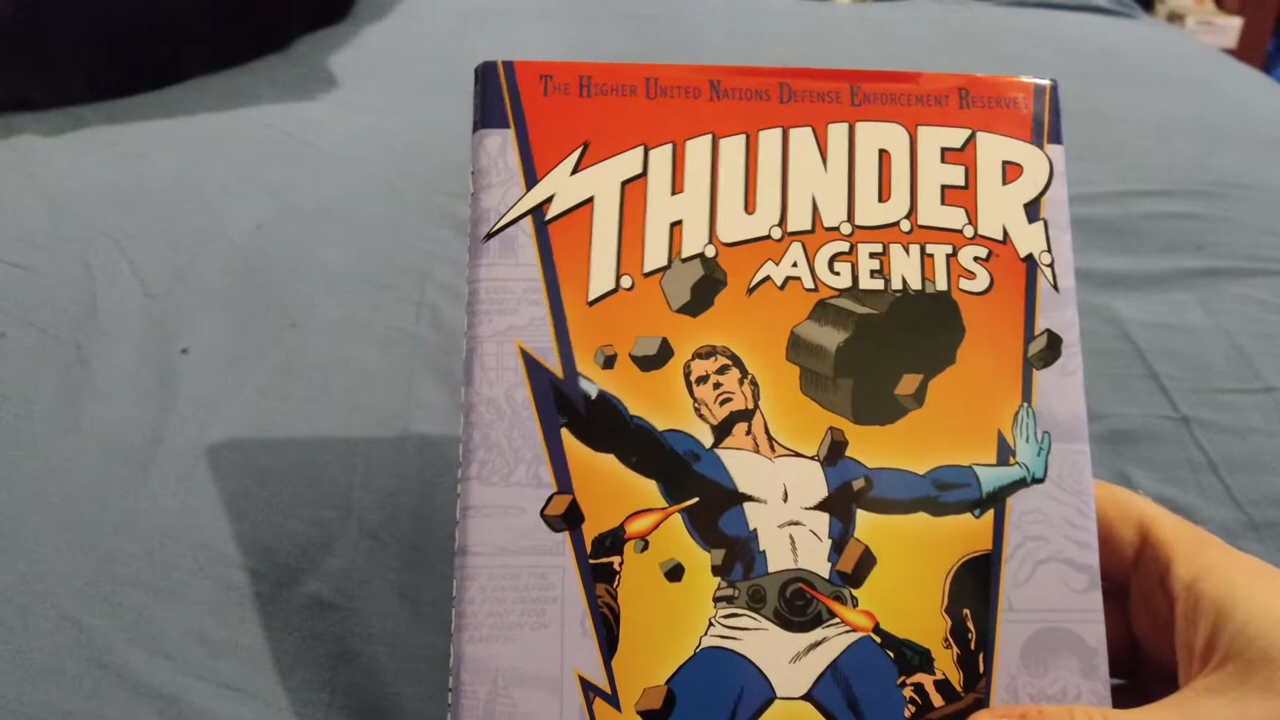 THE HIGHER UNITED NATIONS DEFENSE ENFORCEMENT RESERVES
T.H.U.N.D.E.R.
AGENTS